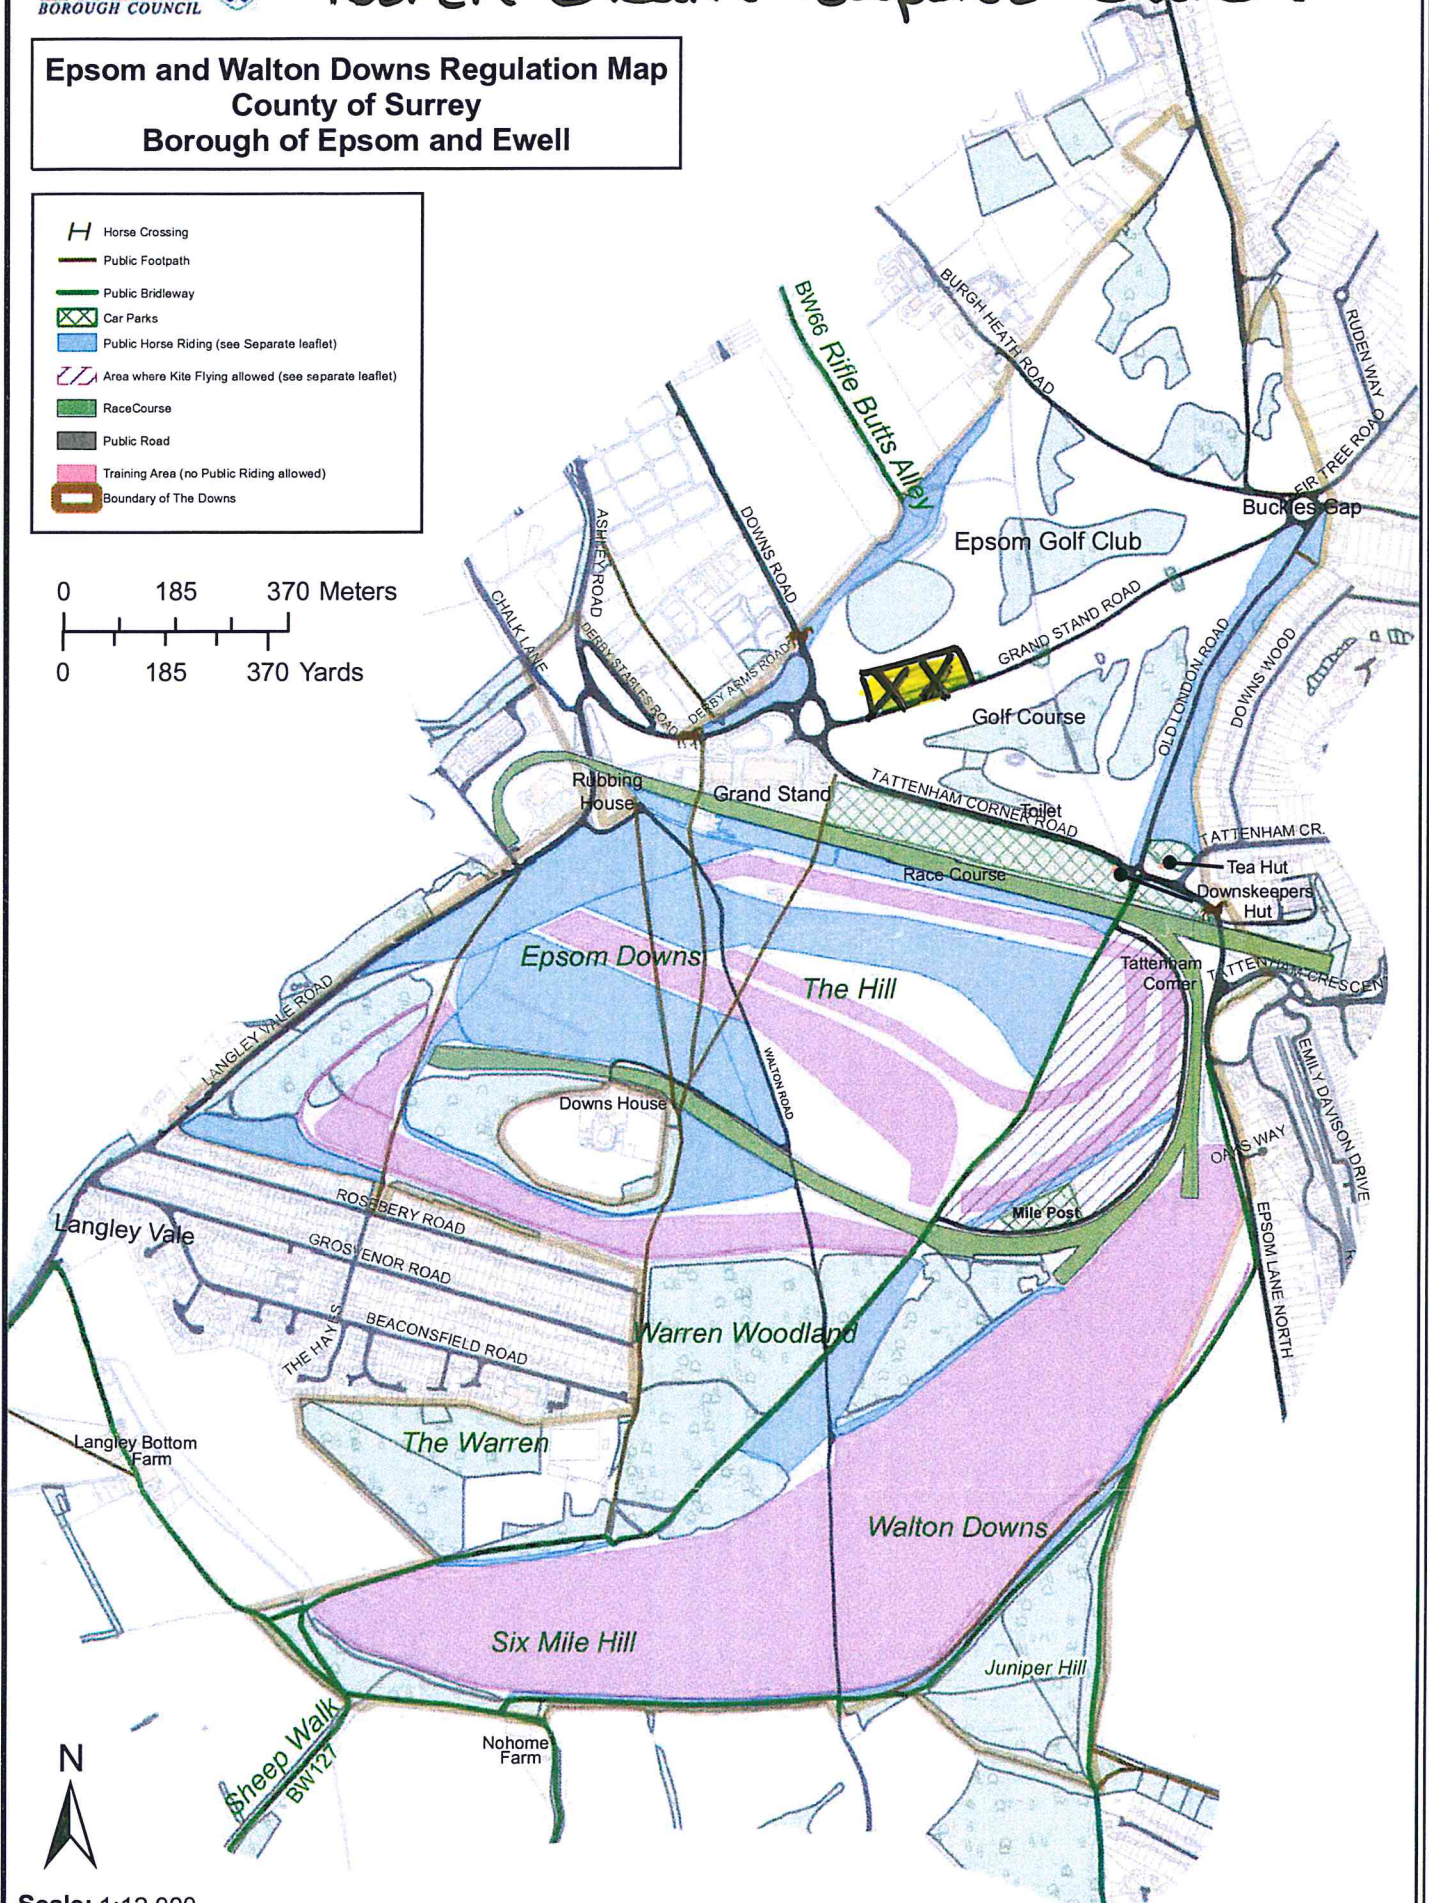 BOROUGH COUNCIL
Epsom and Walton Downs Regulation Map
County of Surrey
Borough of Epsom and Ewell
Horse Crossing
Public Footpath
Public Bridleway
Car Parks
Public Horse Riding (see Separate leaflet)
Area where Kite Flying allowed (see separate leaflet)
RaceCourse
Public Road
Training Area (no Public Riding allowed)
Boundary of The Downs
0 185 370 Meters
0 185 370 Yards
BURGH HEATH ROAD
RUDEN WAY
FIR TREE ROAD
Buckles Gap
BW66 Rifle Butts Alley
Epsom Golf Club
ASHLEY ROAD
DOWNS ROAD
CHALK LANE
DERBY STABLES ROAD
DERBY ARMS ROAD
XX
GRAND STAND ROAD
OLD LONDON ROAD
DOWNS WOOD
Golf Course
Rubbing
House
Grand Stand
TATTENHAM CORNER ROAD
Toilet
TATTENHAM CR.
Tea Hut
Race Course
Downskeepers
Hut
Epsom Downs
The Hill
Tattenham
Corner
TATTENHAM CRESCEN
LANGLEY VALE ROAD
WALTON ROAD
EMILY DAVISON DRIVE
Downs House
OAKS WAY
Mile Post
EPSOM LANE NORTH
Langley Vale
ROSEBERY ROAD
GROSVENOR ROAD
BEACONSFIELD ROAD
THE HAYES
Warren Woodland
The Warren
Langley Bottom
Farm
Walton Downs
Six Mile Hill
Juniper Hill
Sheep Walk
BW127
Nohome
Farm
N